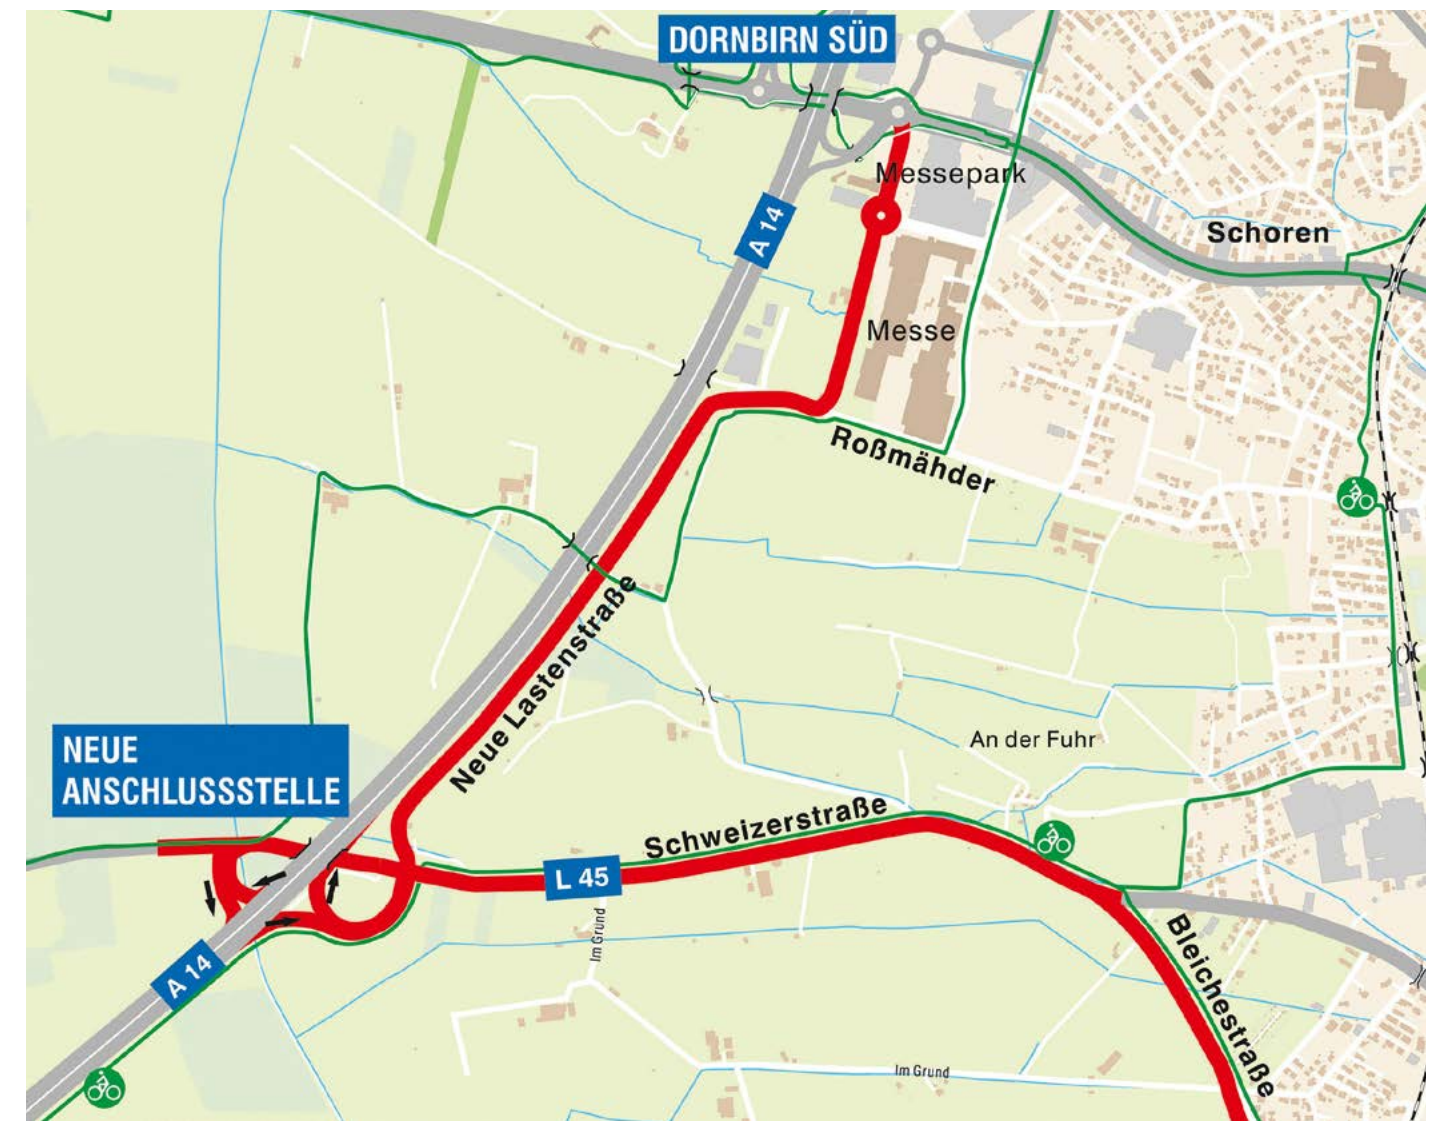 DORNBIRN SÜD
Messepark
A 14
Schoren
Messe
Roßmähder
Neue Lastenstraße
NEUE
ANSCHLUSSSTELLE
An der Fuhr
Schweizerstraße
L 45
Im Grund
A 14
Bleichestraße
Im Grund